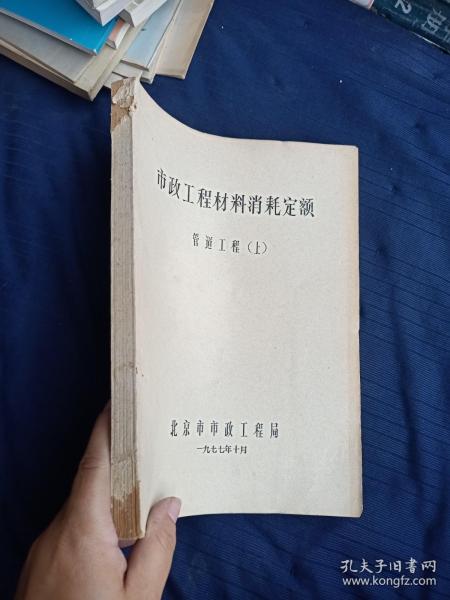 市政工程材料消耗定额
管道工程（上）
北京市市政工程局
一九七七年十月
孔夫子旧书网
www.kongfz.com